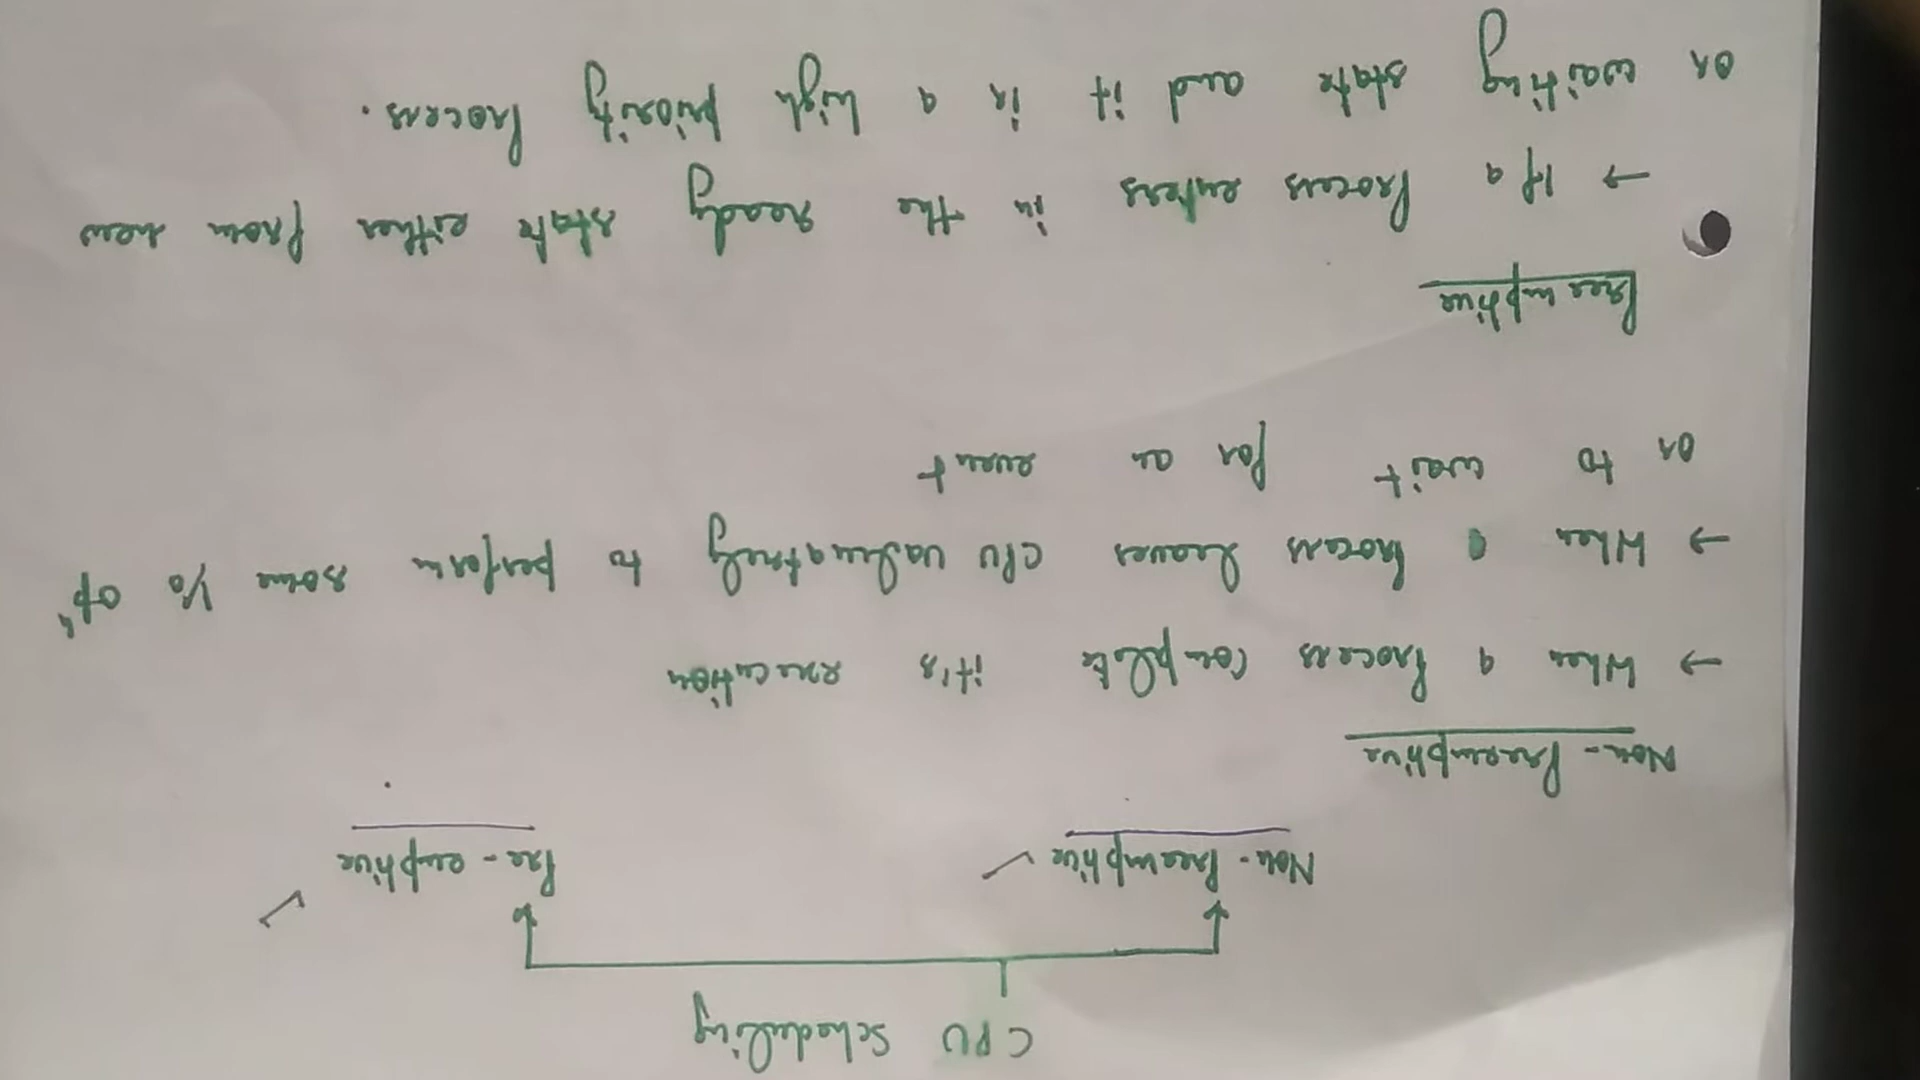 CPU Scheduling
Non-Preemptive Pre-emptive
Non-Preemptive
→ When a Process complete it's execution
→ When a Process leaves CPU to perform some I/O opⁿ
or to wait for an event
Preemptive
→ If a Process enters in the ready state either from new
or waiting state and it is a high priority Process.